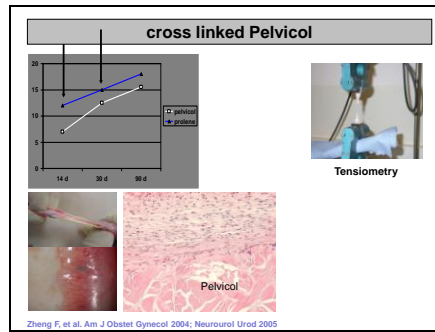 cross linked Pelvicol
20
15
10
5
0
14 d 30 d 90 d
pelvicol
prolene
Tensiometry
Pelvicol
Zheng F, et al. Am J Obstet Gynecol 2004; Neurourol Urod 2005